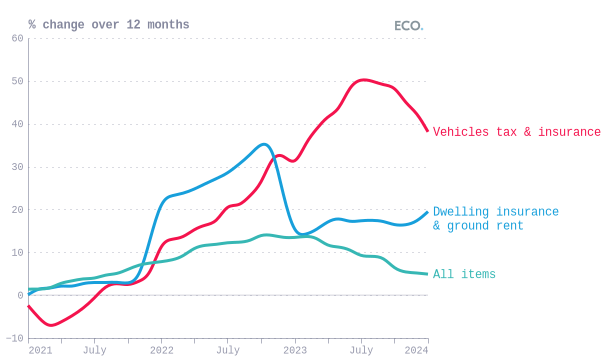 % change over 12 months
ECO.
60
50
40
30
20
10
0
−10
Vehicles tax & insurance
Dwelling insurance
& ground rent
All items
2021 July 2022 July 2023 July 2024